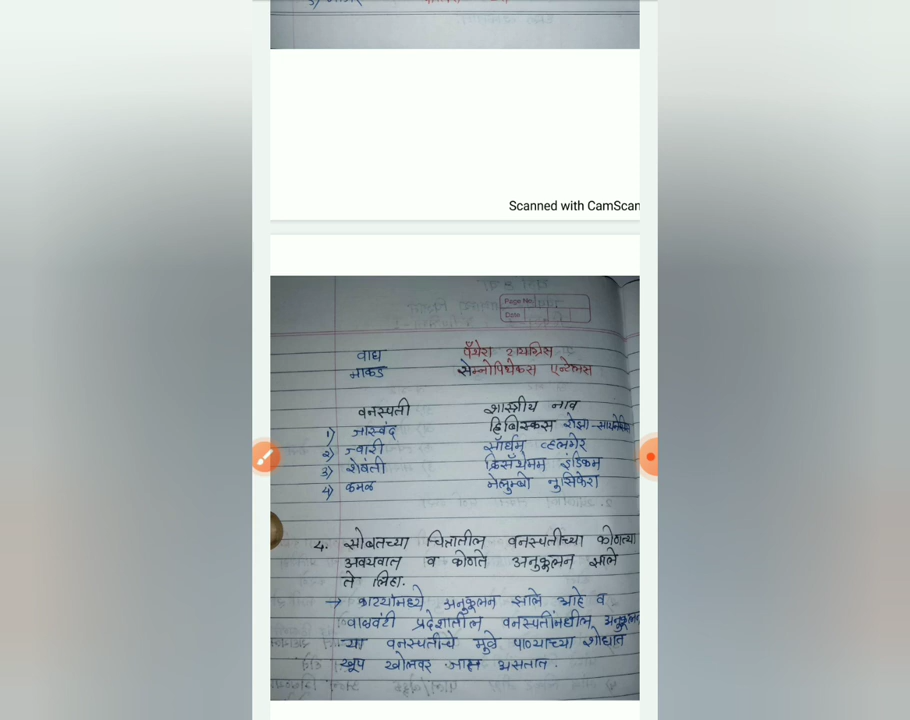 Scanned with CamScan
Page No.
Date
वाघ पँथेरा टायग्रिस
माकड सेम्नोपिथेकस एन्टेलस
वनस्पती शास्त्रीय नाव
1) जास्वंद हिबिस्कस रोझा-सायनेन्सिस
2) ज्वारी सॉर्घम व्हलगेर
3) शेवंती क्रिसँथेमम इंडिकम
4) कमळ नेलुम्बो नुसिफेरा
4. सोबतच्या चित्रातील वनस्पतीच्या कोणत्या
अवयवात व कोणते अनुकूलन झाले
ते लिहा.
→ काट्यांमध्ये अनुकूलन झाले आहे व
वाळवंटी प्रदेशातील वनस्पतींमधील अनुकूलन
या वनस्पतीचे मुळे पाण्याच्या शोधात
खूप खोलवर जात असतात.